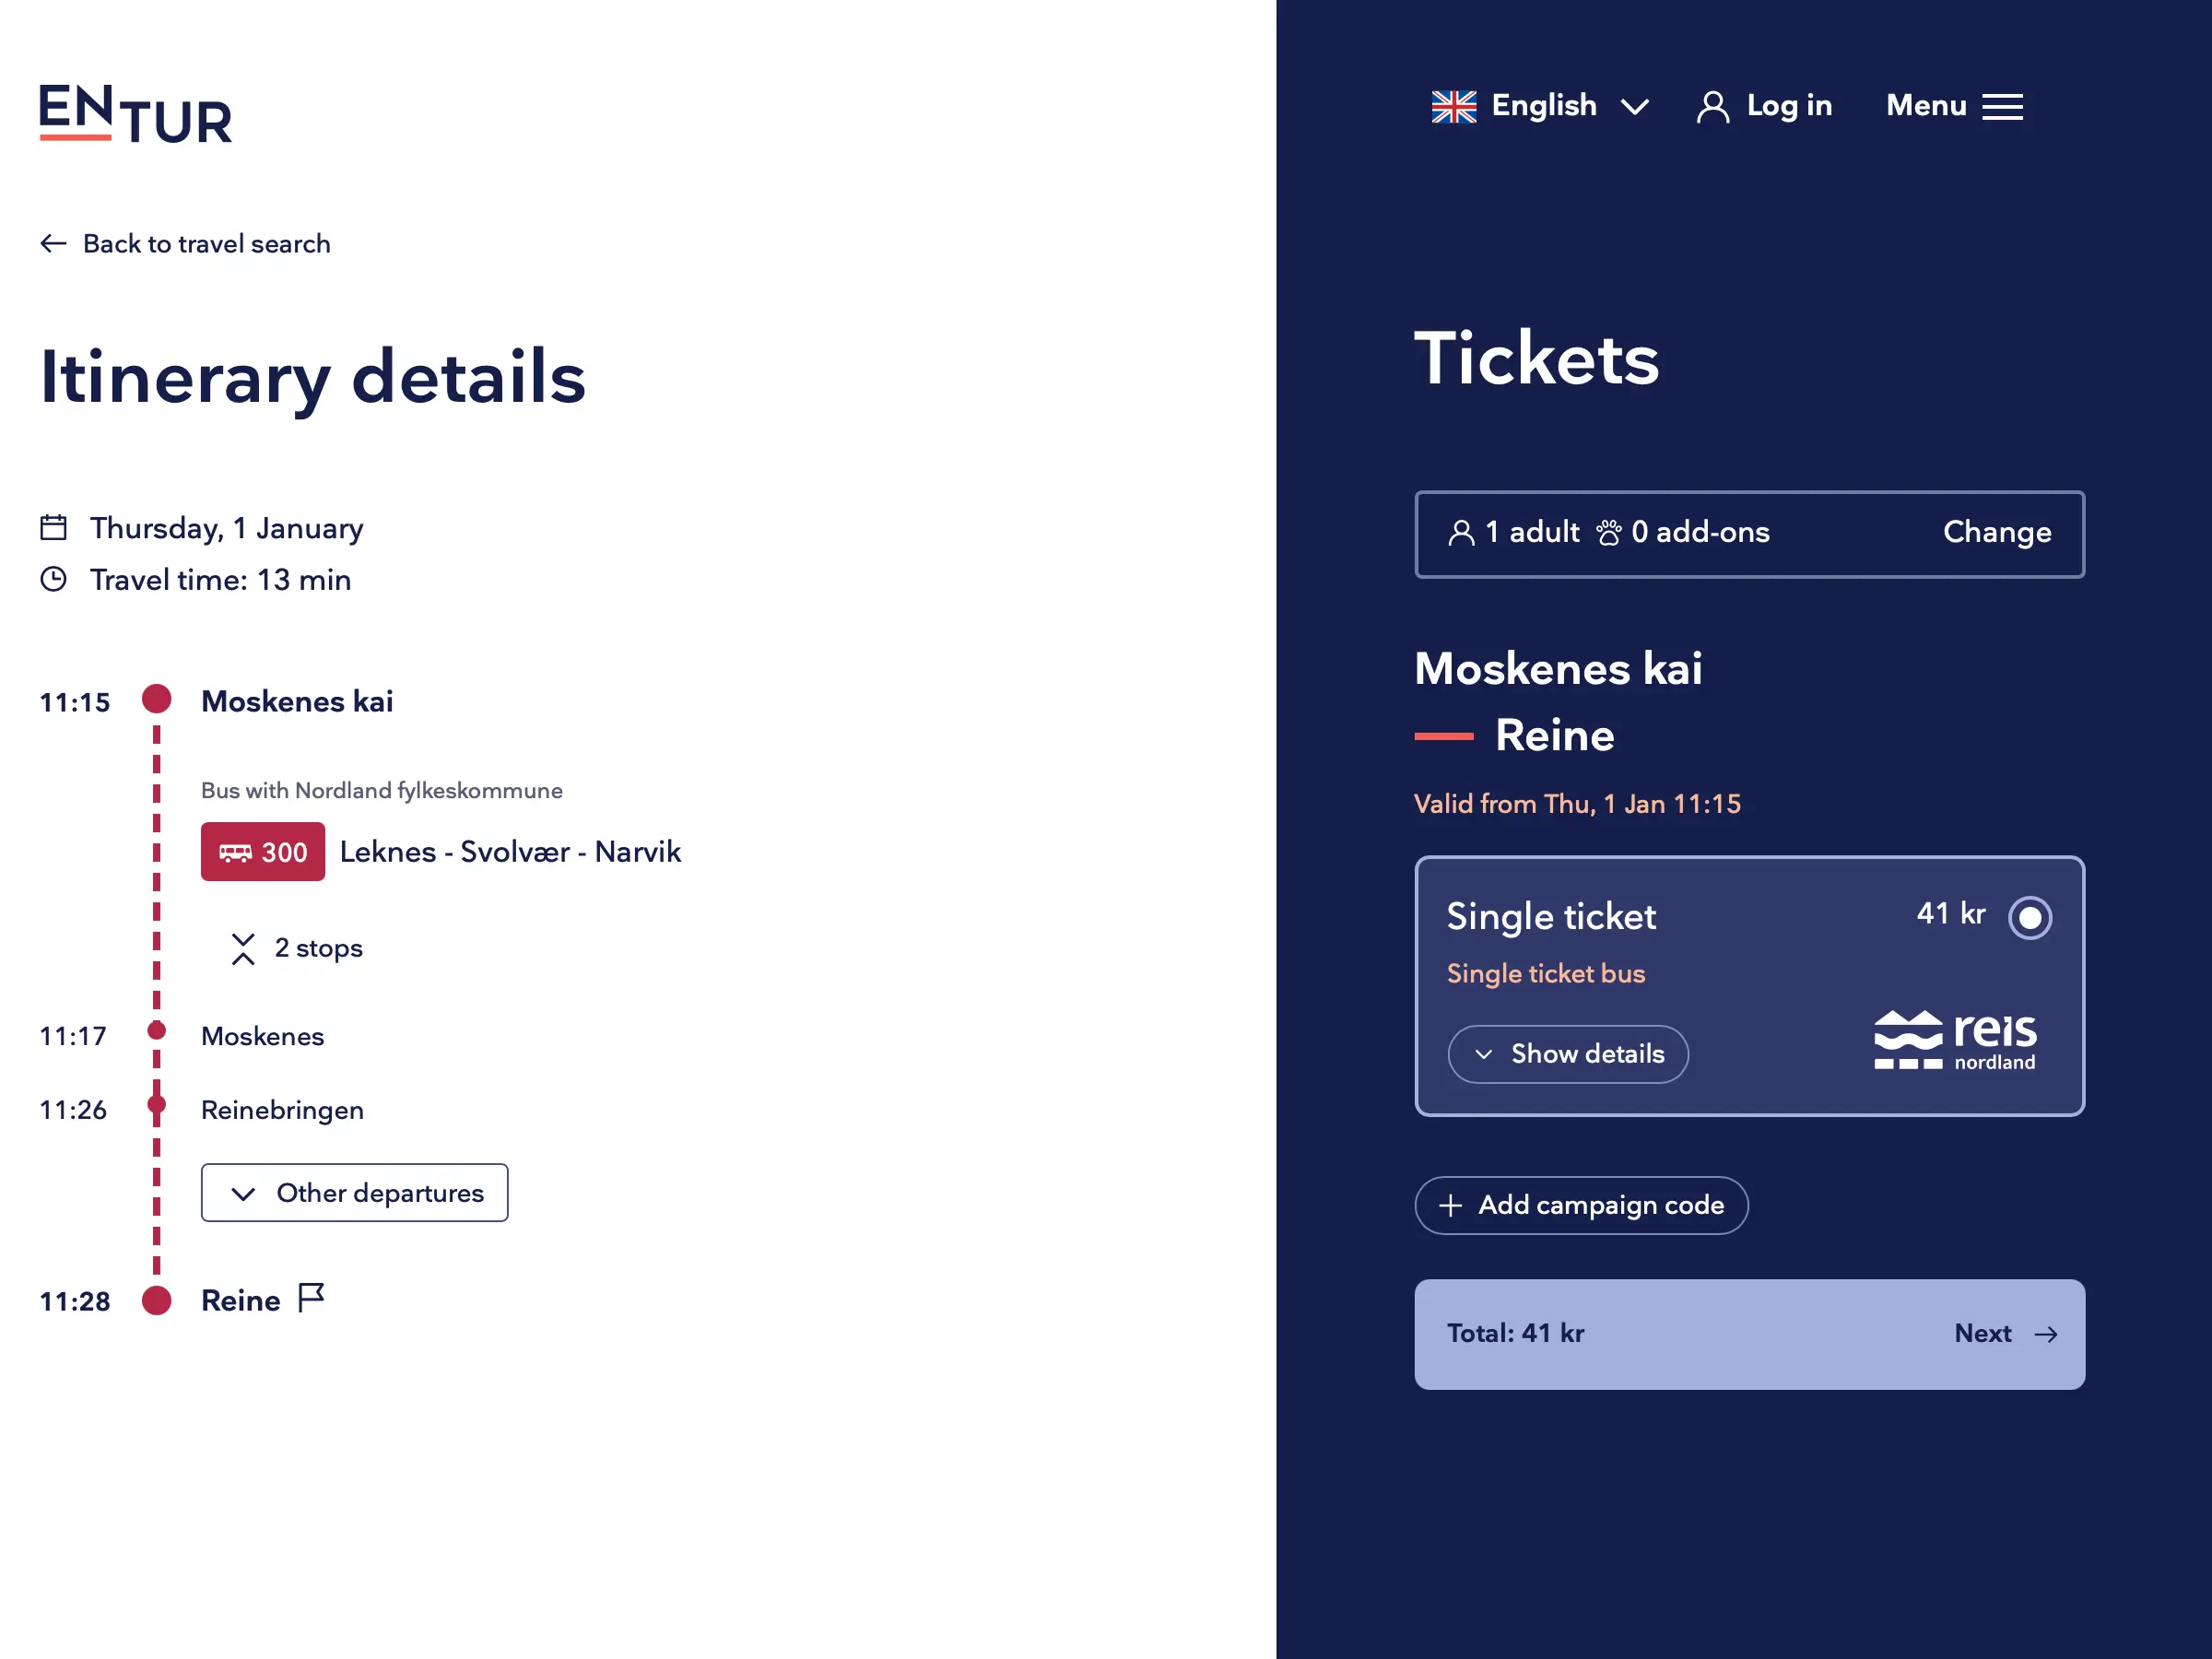 ENTUR
Back to travel search
Itinerary details
Thursday, 1 January
Travel time: 13 min
11:15 Moskenes kai
Bus with Nordland fylkeskommune
300 Leknes - Svolvær - Narvik
2 stops
11:17 Moskenes
11:26 Reinebringen
Other departures
11:28 Reine
English Log in Menu
Tickets
1 adult 0 add-ons Change
Moskenes kai
Reine
Valid from Thu, 1 Jan 11:15
Single ticket 41 kr
Single ticket bus
Show details
reis
nordland
Add campaign code
Total: 41 kr Next